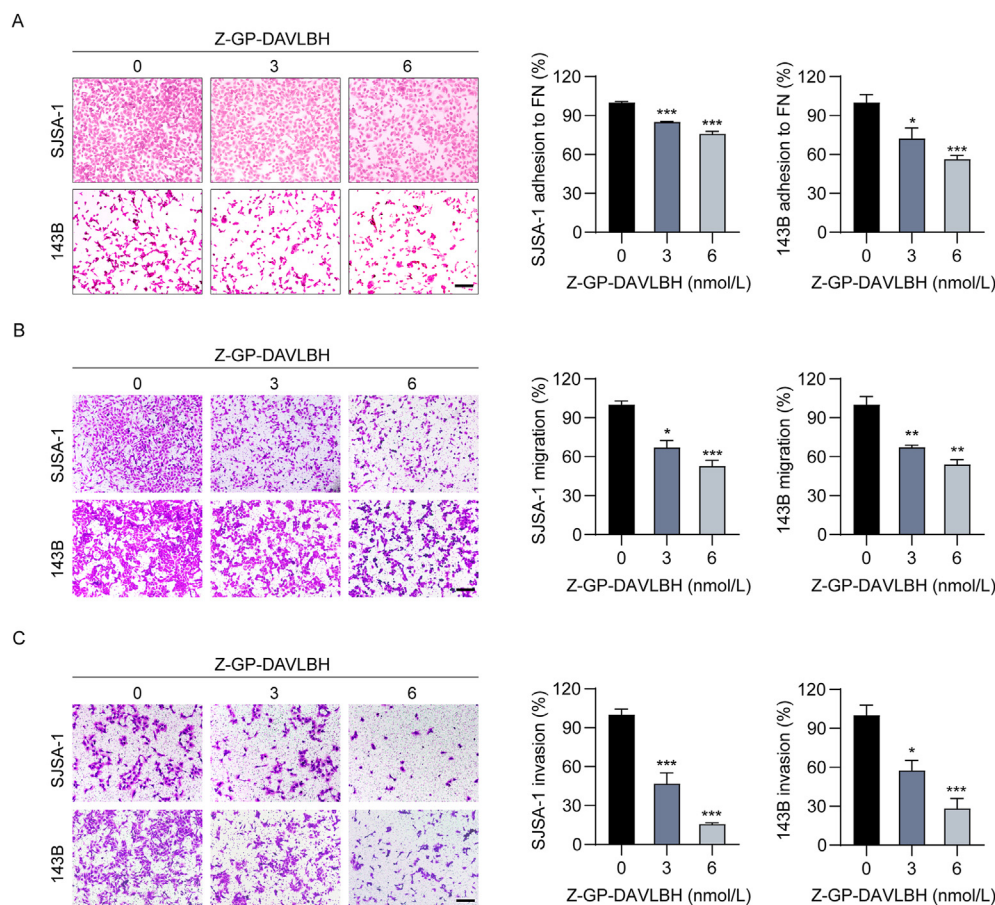 A
Z-GP-DAVLBH
0 3 6
SJSA-1
143B
SJSA-1 adhesion to FN (%)
120
90
60
30
0
***
***
0 3 6
Z-GP-DAVLBH (nmol/L)
143B adhesion to FN (%)
120
90
60
30
0
*
***
0 3 6
Z-GP-DAVLBH (nmol/L)
B
Z-GP-DAVLBH
0 3 6
SJSA-1
143B
SJSA-1 migration (%)
120
90
60
30
0
*
***
0 3 6
Z-GP-DAVLBH (nmol/L)
143B migration (%)
120
90
60
30
0
**
**
0 3 6
Z-GP-DAVLBH (nmol/L)
C
Z-GP-DAVLBH
0 3 6
SJSA-1
143B
SJSA-1 invasion (%)
120
90
60
30
0
***
***
0 3 6
Z-GP-DAVLBH (nmol/L)
143B invasion (%)
120
90
60
30
0
*
***
0 3 6
Z-GP-DAVLBH (nmol/L)